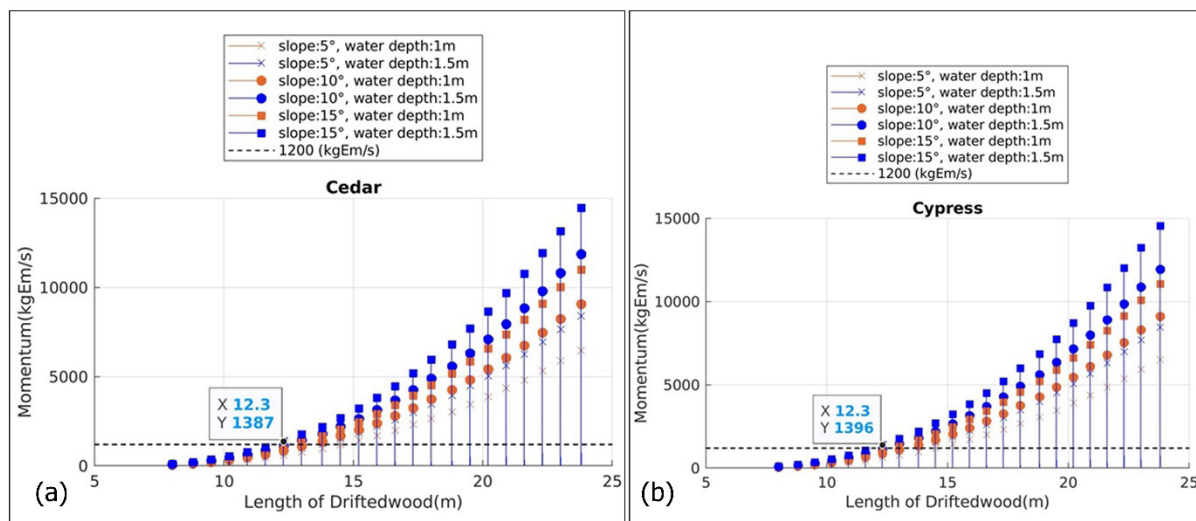 slope:5°, water depth:1m
slope:5°, water depth:1.5m
slope:10°, water depth:1m
slope:10°, water depth:1.5m
slope:15°, water depth:1m
slope:15°, water depth:1.5m
1200 (kgEm/s)
Cedar
15000
10000
5000
0
Momentum(kgEm/s)
X 12.3
Y 1387
5
10
15
20
25
Length of Driftedwood(m)
(a)
slope:5°, water depth:1m
slope:5°, water depth:1.5m
slope:10°, water depth:1m
slope:10°, water depth:1.5m
slope:15°, water depth:1m
slope:15°, water depth:1.5m
1200 (kgEm/s)
Cypress
15000
10000
5000
0
Momentum(kgEm/s)
X 12.3
Y 1396
5
10
15
20
25
Length of Driftedwood(m)
(b)